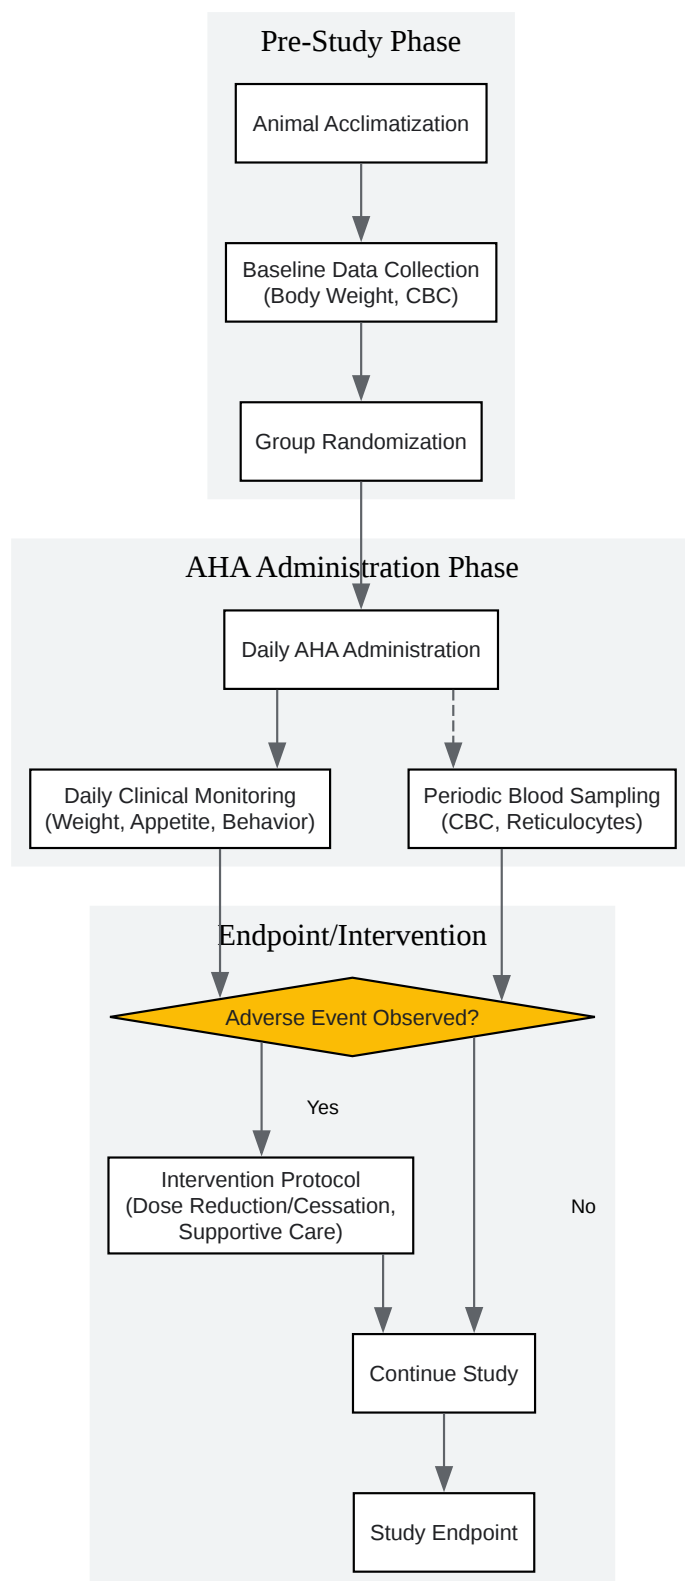 Pre-Study Phase
Animal Acclimatization
Baseline Data Collection
(Body Weight, CBC)
Group Randomization
AHA Administration Phase
Daily AHA Administration
Daily Clinical Monitoring
(Weight, Appetite, Behavior)
Periodic Blood Sampling
(CBC, Reticulocytes)
Endpoint/Intervention
Adverse Event Observed?
Yes
Intervention Protocol
(Dose Reduction/Cessation,
Supportive Care)
No
Continue Study
Study Endpoint